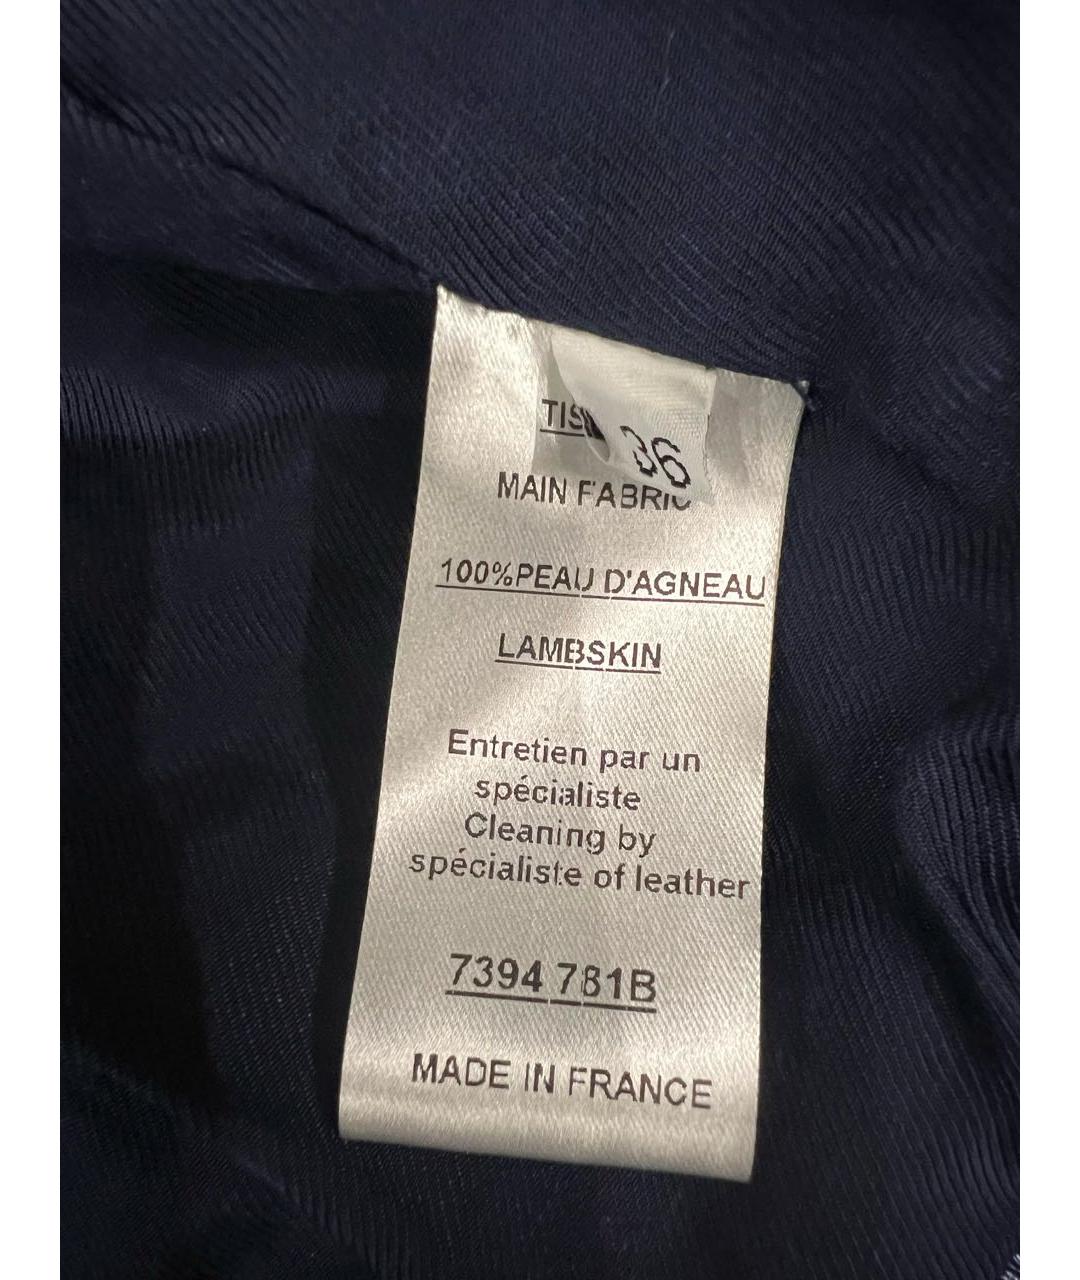 36
MAIN FABRIC
100%PEAU D'AGNEAU
LAMBSKIN
Entretien par un
spécialiste
Cleaning by
spécialiste of leather
7394 781B
MADE IN FRANCE